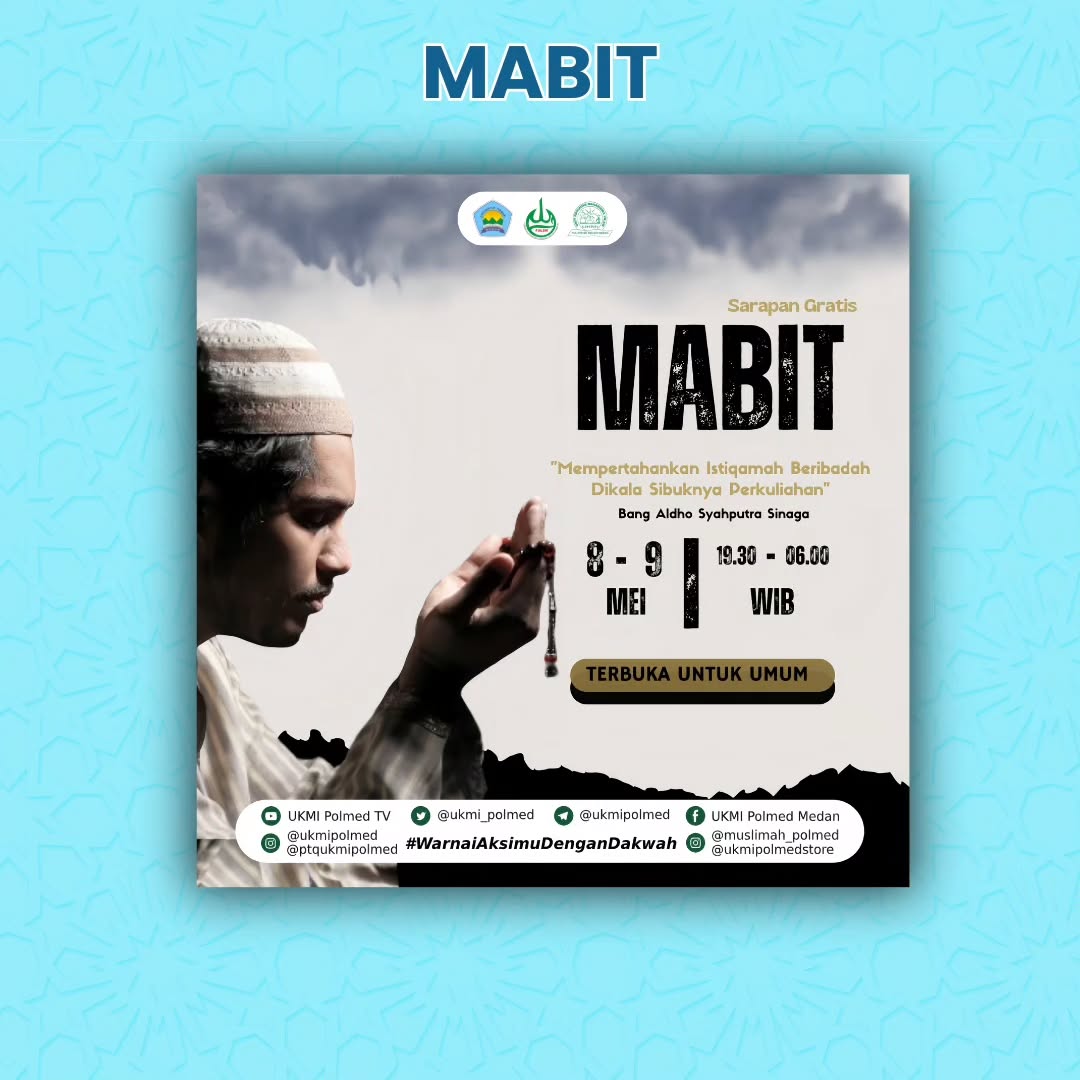 MABIT
Sarapan Gratis
MABIT
"Mempertahankan Istiqamah Beribadah
Dikala Sibuknya Perkuliahan"
Bang Aldho Syahputra Sinaga
8 - 9
MEI
19.30 - 06.00
WIB
TERBUKA UNTUK UMUM
UKMI Polmed TV
@ukmi_polmed
@ukmipolmed
UKMI Polmed Medan
@ukmipolmed
@ptqukmipolmed
#WarnaiAksimuDenganDakwah
@muslimah_polmed
@ukmipolmedstore